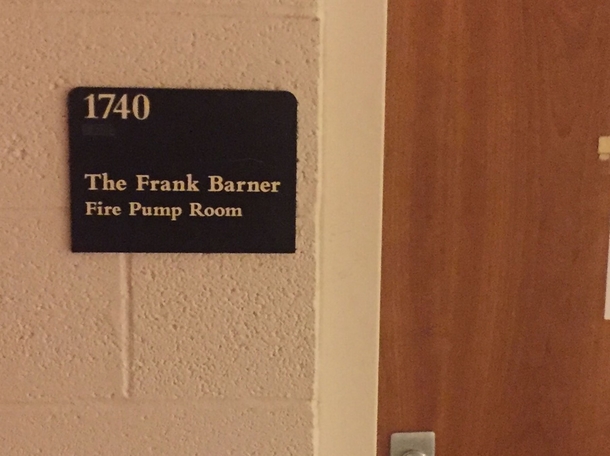 1740
The Frank Barner
Fire Pump Room